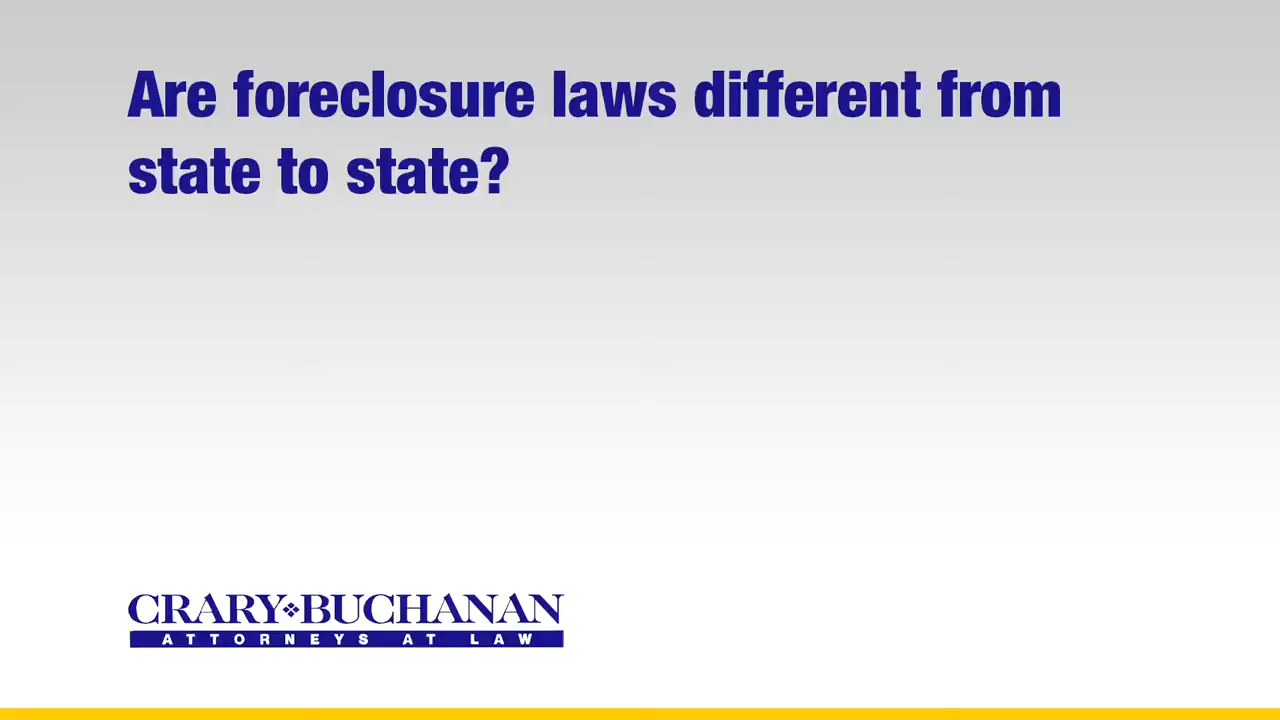 Are foreclosure laws different from
state to state?
CRARY BUCHANAN
ATTORNEYS AT LAW